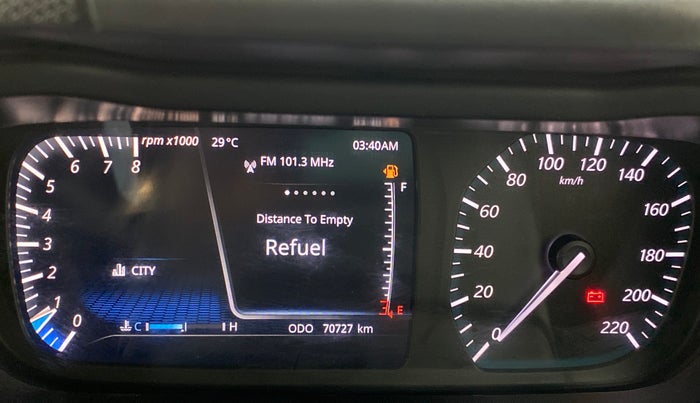 rpm x1000 29°C 03:40AM
FM 101.3 MHz
Distance To Empty
Refuel
CITY
C H ODO 70727 km
F
E
0 1 2 3 4 5 6 7 8
0 20 40 60 80 100 120 140 160 180 200 220
km/h